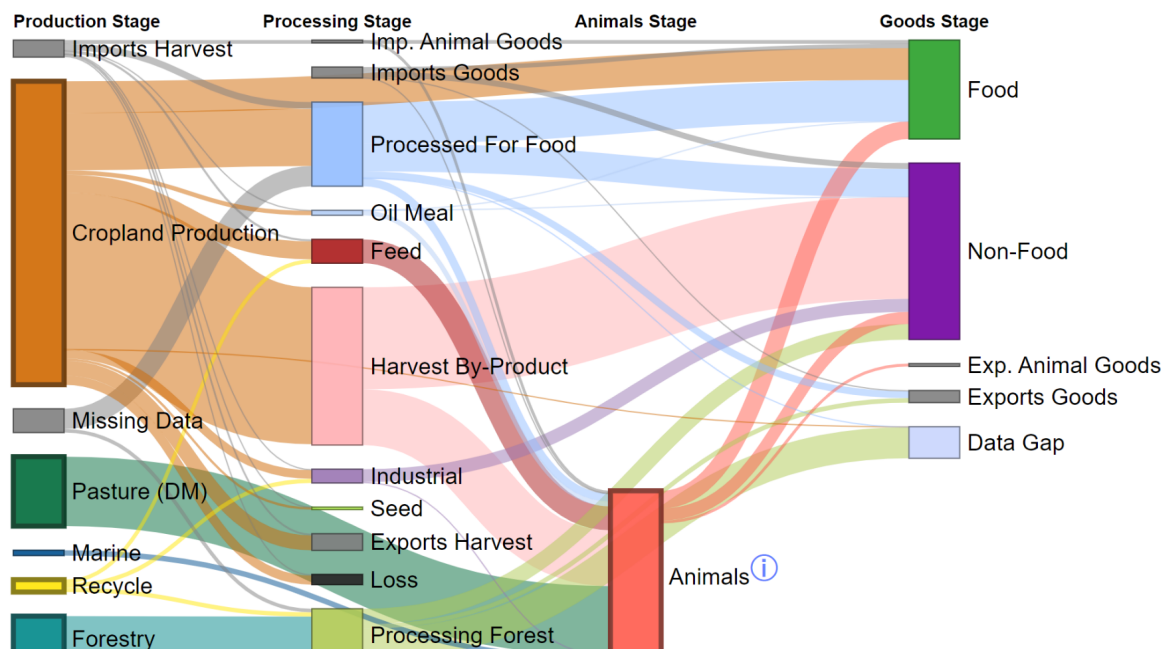 Production Stage
Processing Stage
Animals Stage
Goods Stage
Imports Harvest
Cropland Production
Missing Data
Pasture (DM)
Marine
Recycle
Forestry
Imp. Animal Goods
Imports Goods
Processed For Food
Oil Meal
Feed
Harvest By-Product
Industrial
Seed
Exports Harvest
Loss
Processing Forest
Animals i
Food
Non-Food
Exp. Animal Goods
Exports Goods
Data Gap